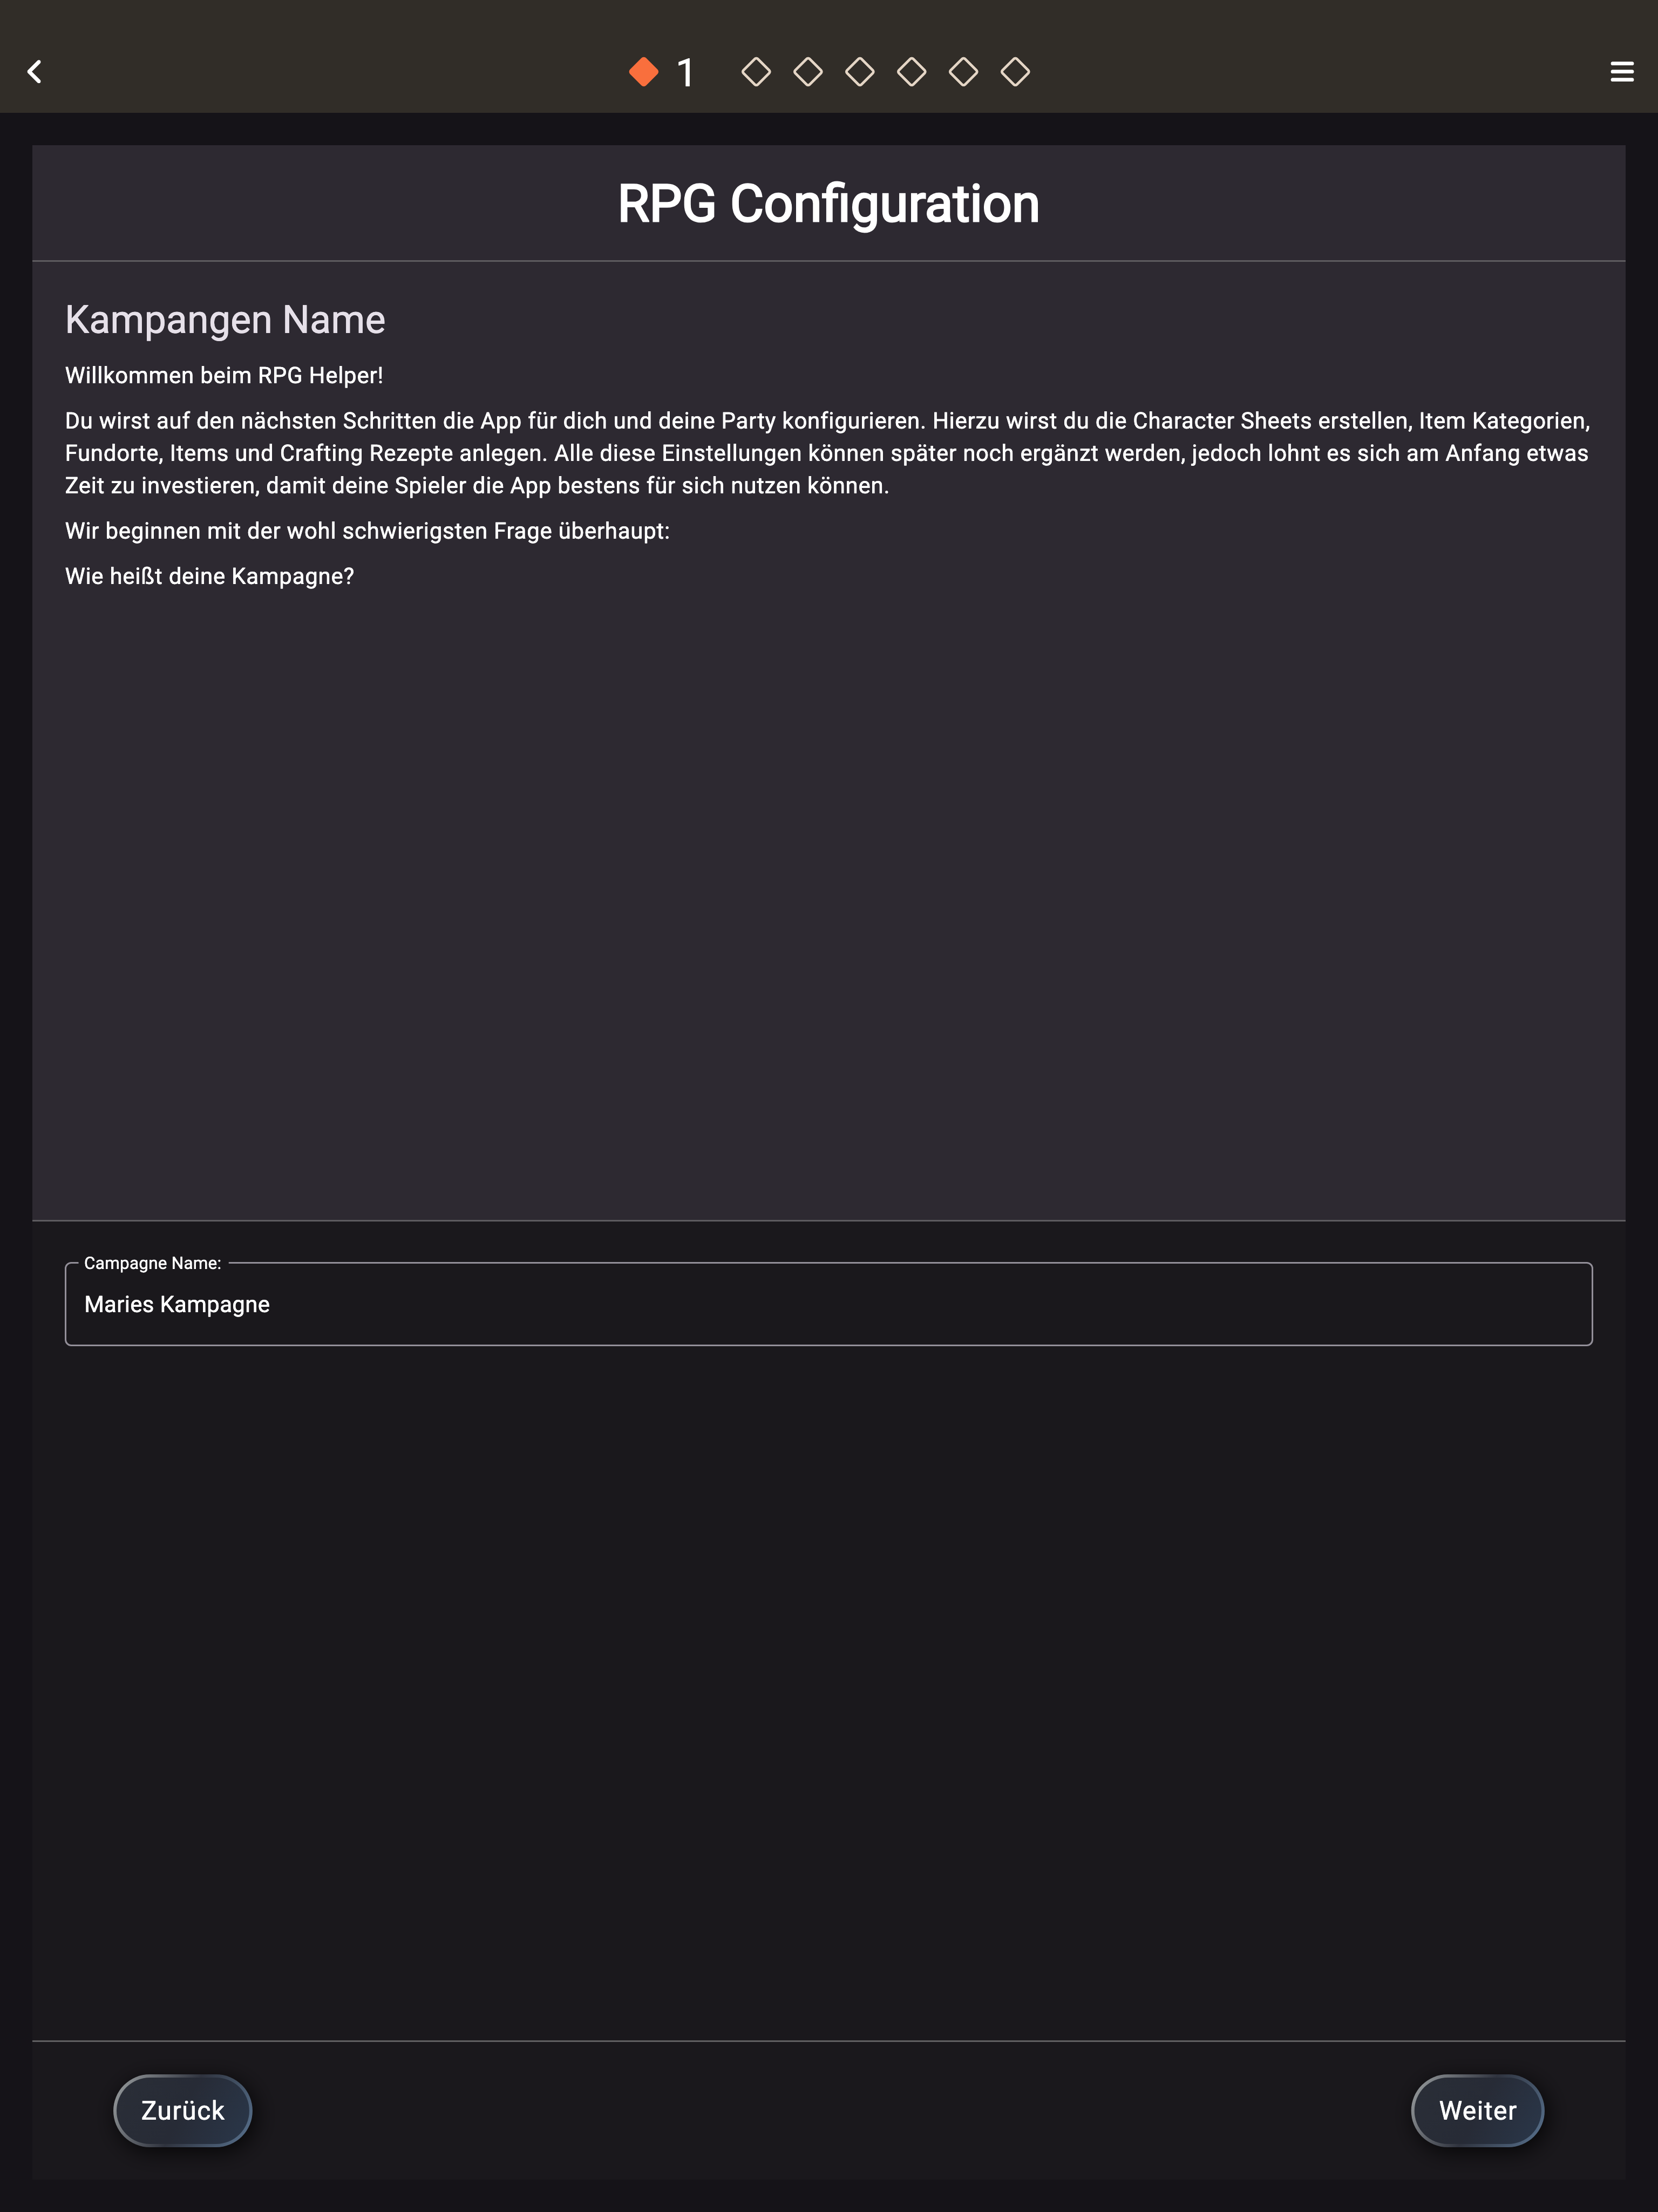 1
RPG Configuration
Kampangen Name
Willkommen beim RPG Helper!
Du wirst auf den nächsten Schritten die App für dich und deine Party konfigurieren. Hierzu wirst du die Character Sheets erstellen, Item Kategorien,
Fundorte, Items und Crafting Rezepte anlegen. Alle diese Einstellungen können später noch ergänzt werden, jedoch lohnt es sich am Anfang etwas
Zeit zu investieren, damit deine Spieler die App bestens für sich nutzen können.
Wir beginnen mit der wohl schwierigsten Frage überhaupt:
Wie heißt deine Kampagne?
Campagne Name:
Maries Kampagne
Zurück
Weiter